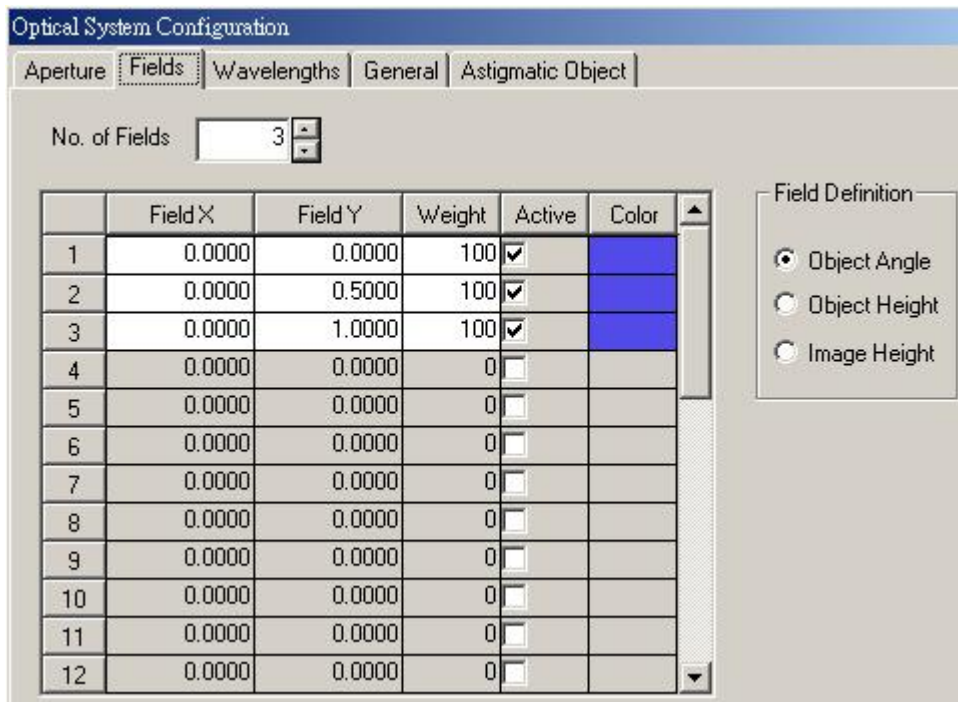 Optical System Configuration
Aperture Fields Wavelengths General Astigmatic Object
No. of Fields 3
Field X Field Y Weight Active Color
1 0.0000 0.0000 100
2 0.0000 0.5000 100
3 0.0000 1.0000 100
4 0.0000 0.0000 0
5 0.0000 0.0000 0
6 0.0000 0.0000 0
7 0.0000 0.0000 0
8 0.0000 0.0000 0
9 0.0000 0.0000 0
10 0.0000 0.0000 0
11 0.0000 0.0000 0
12 0.0000 0.0000 0
Field Definition
Object Angle
Object Height
Image Height